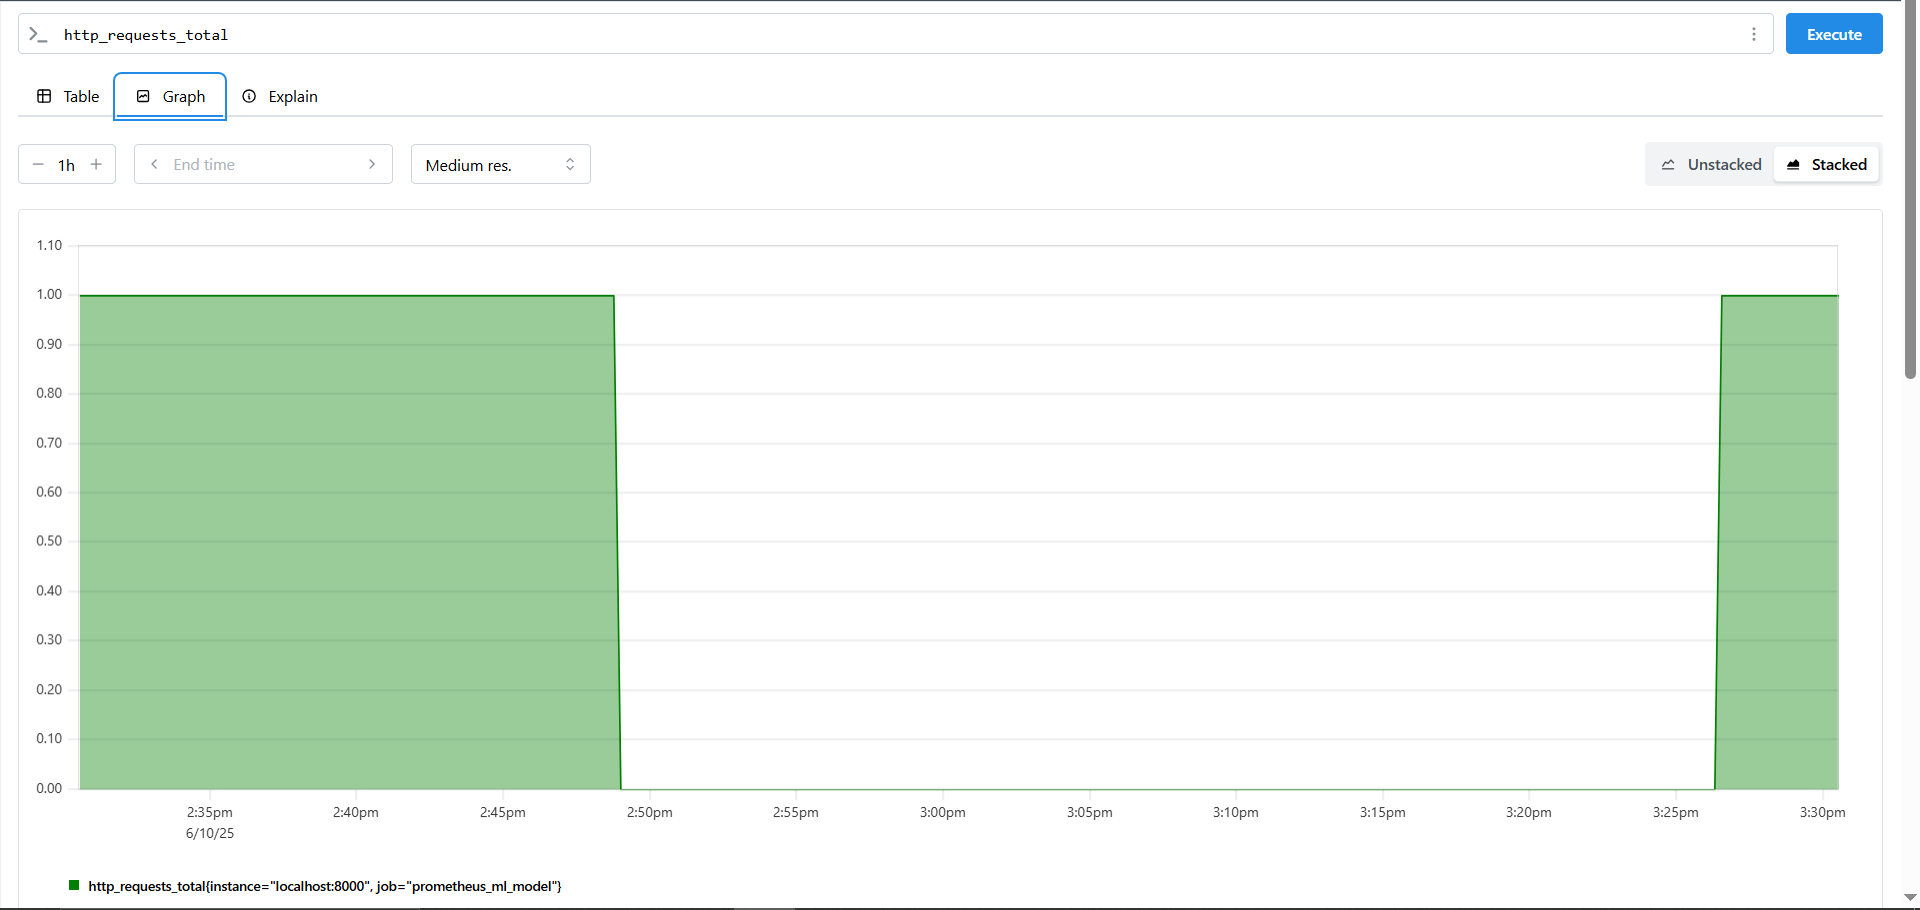 http_requests_total
Execute
Table Graph Explain
1h End time Medium res. Unstacked Stacked
1.10
1.00
0.90
0.80
0.70
0.60
0.50
0.40
0.30
0.20
0.10
0.00
2:35pm 2:40pm 2:45pm 2:50pm 2:55pm 3:00pm 3:05pm 3:10pm 3:15pm 3:20pm 3:25pm 3:30pm
6/10/25
http_requests_total{instance="localhost:8000", job="prometheus_ml_model"}